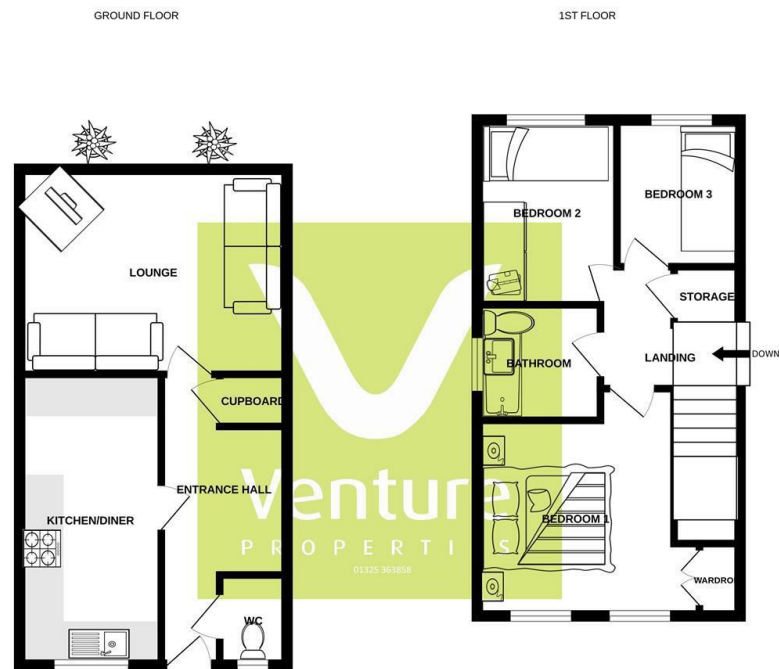 GROUND FLOOR
1ST FLOOR
LOUNGE
CUPBOARD
KITCHEN/DINER
ENTRANCE HALL
WC
BEDROOM 2
BEDROOM 3
STORAGE
BATHROOM
LANDING
DOWN
BEDROOM 1
WARDRO
Venture
PROPERTIES
01325 363858